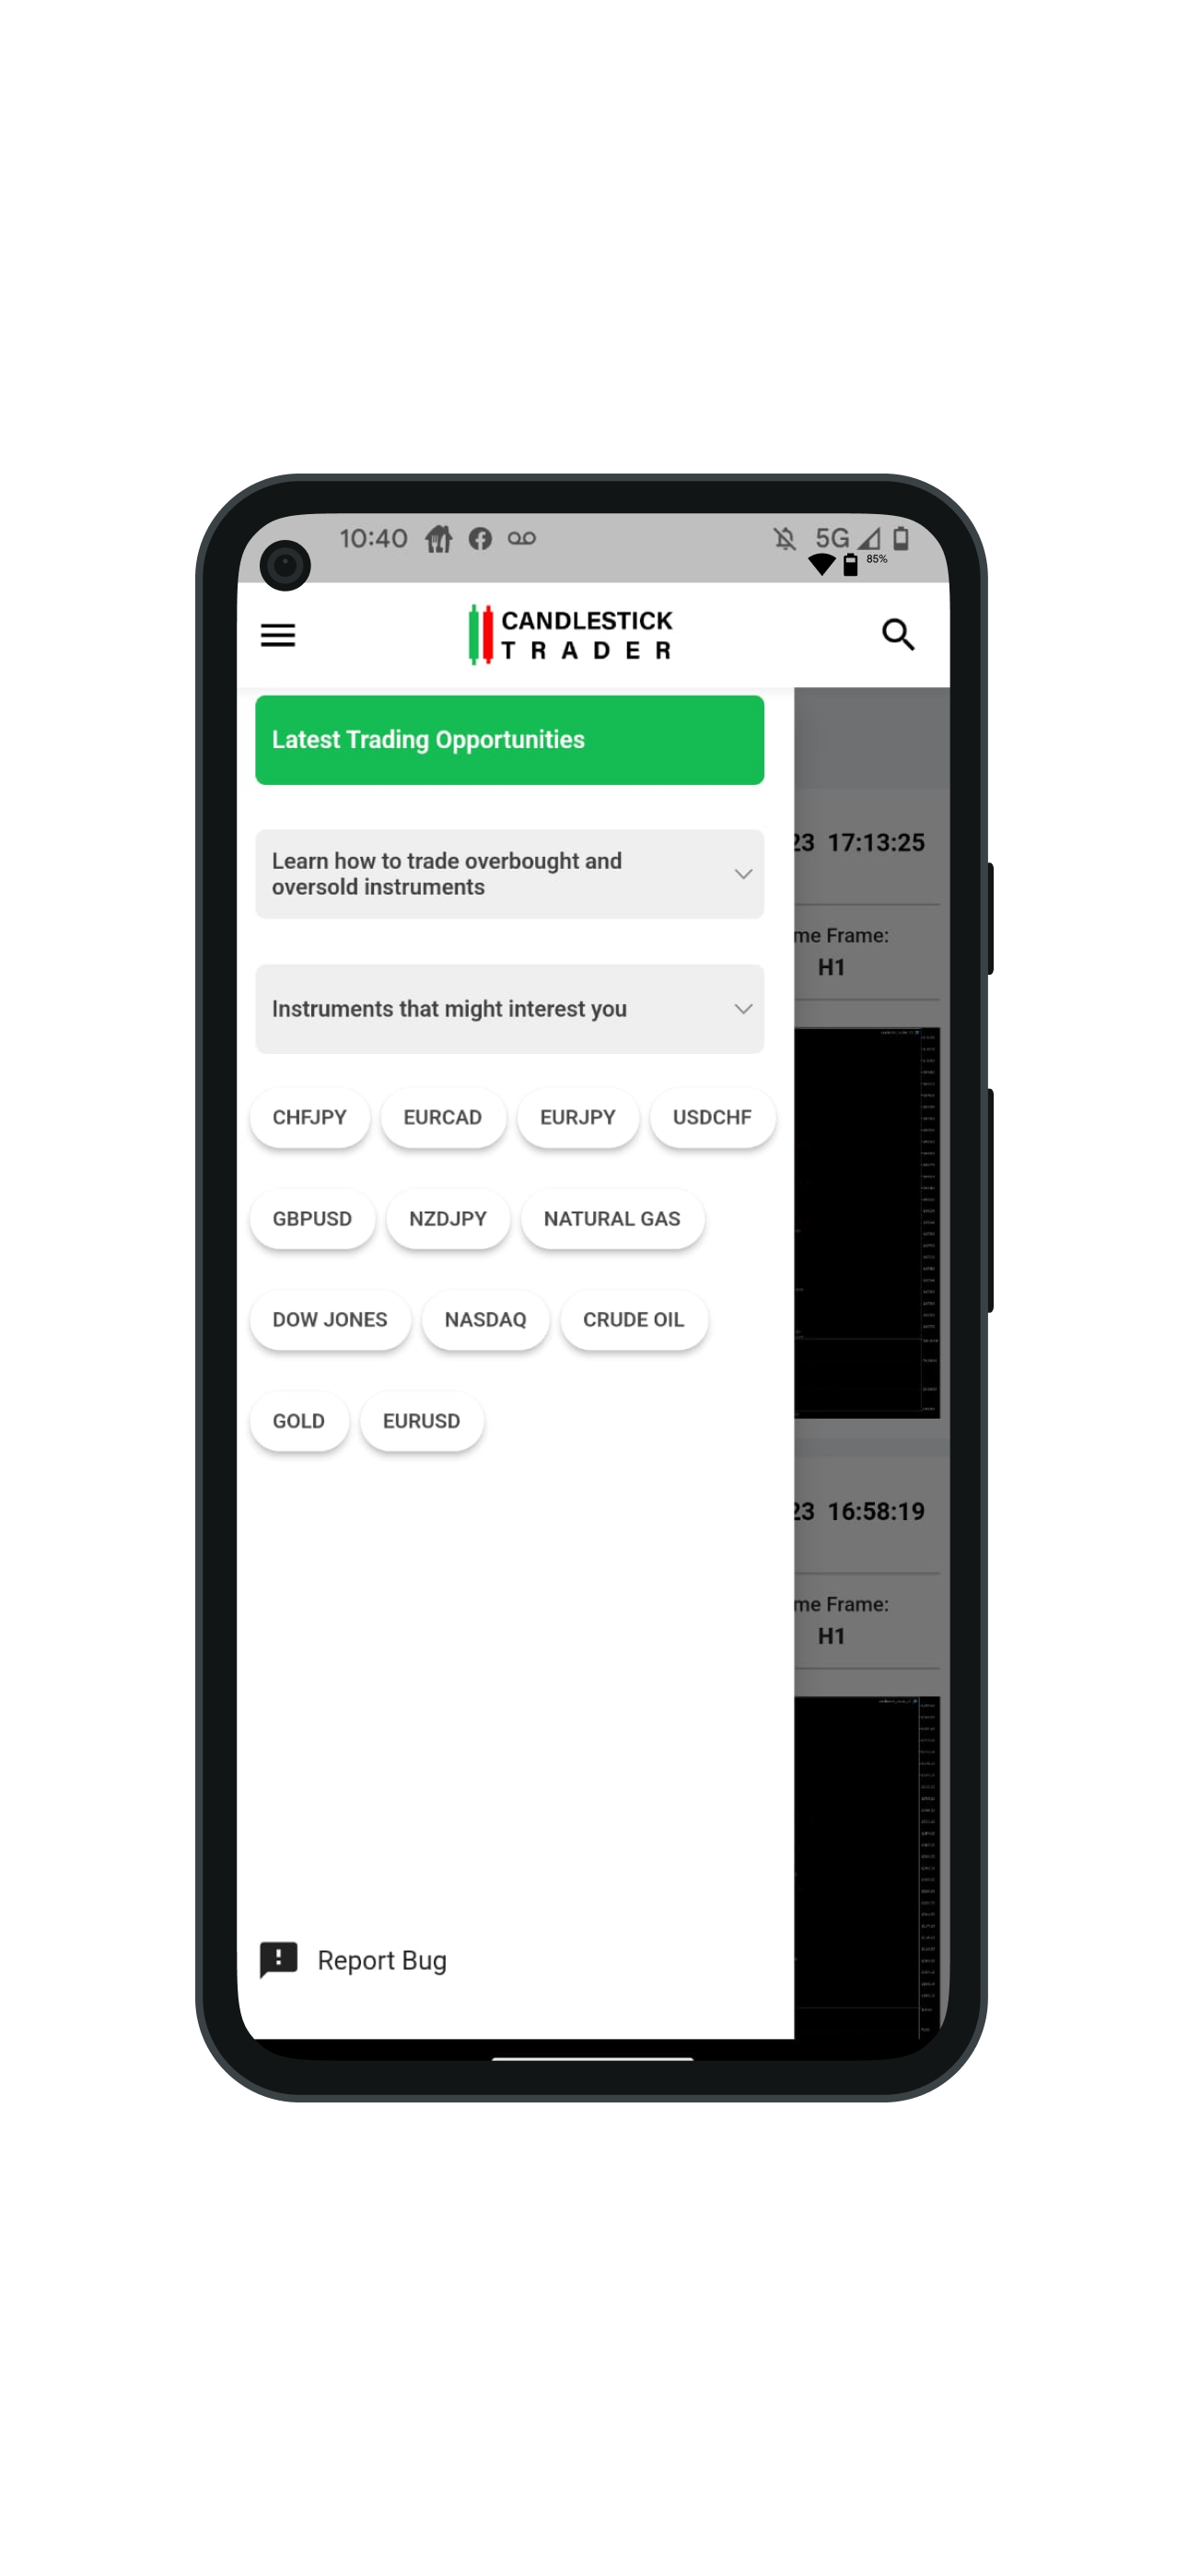 10:40
5G
85%
CANDLESTICK
TRADER
Latest Trading Opportunities
23 17:13:25
Learn how to trade overbought and
oversold instruments
me Frame:
H1
Instruments that might interest you
CHFJPY EURCAD EURJPY USDCHF
GBPUSD NZDJPY NATURAL GAS
DOW JONES NASDAQ CRUDE OIL
GOLD EURUSD
23 16:58:19
me Frame:
H1
Report Bug